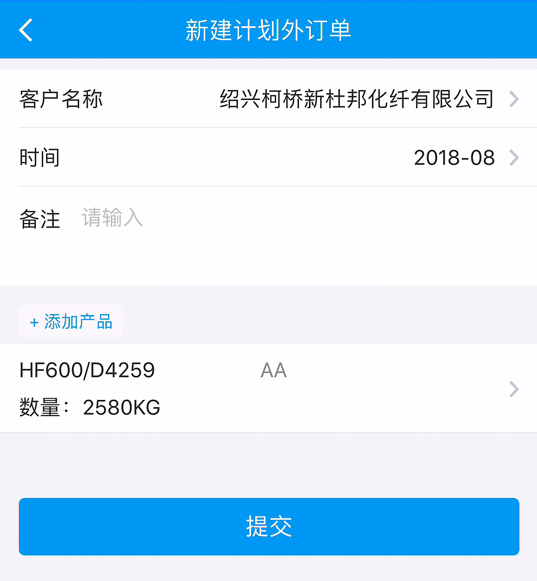 新建计划外订单
客户名称 绍兴柯桥新杜邦化纤有限公司
时间 2018-08
备注 请输入
+ 添加产品
HF600/D4259 AA
数量：2580KG
提交